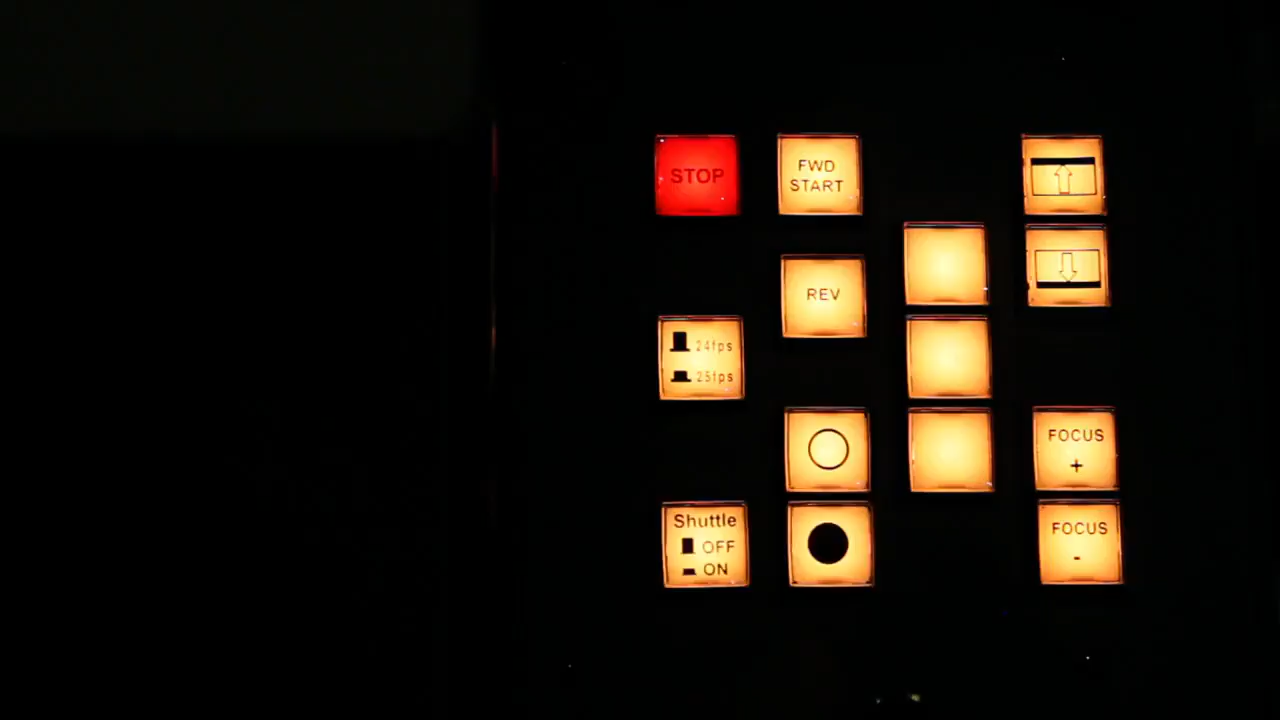 STOP
FWD
START
REV
24fps
25fps
FOCUS
+
Shuttle
OFF
ON
FOCUS
-